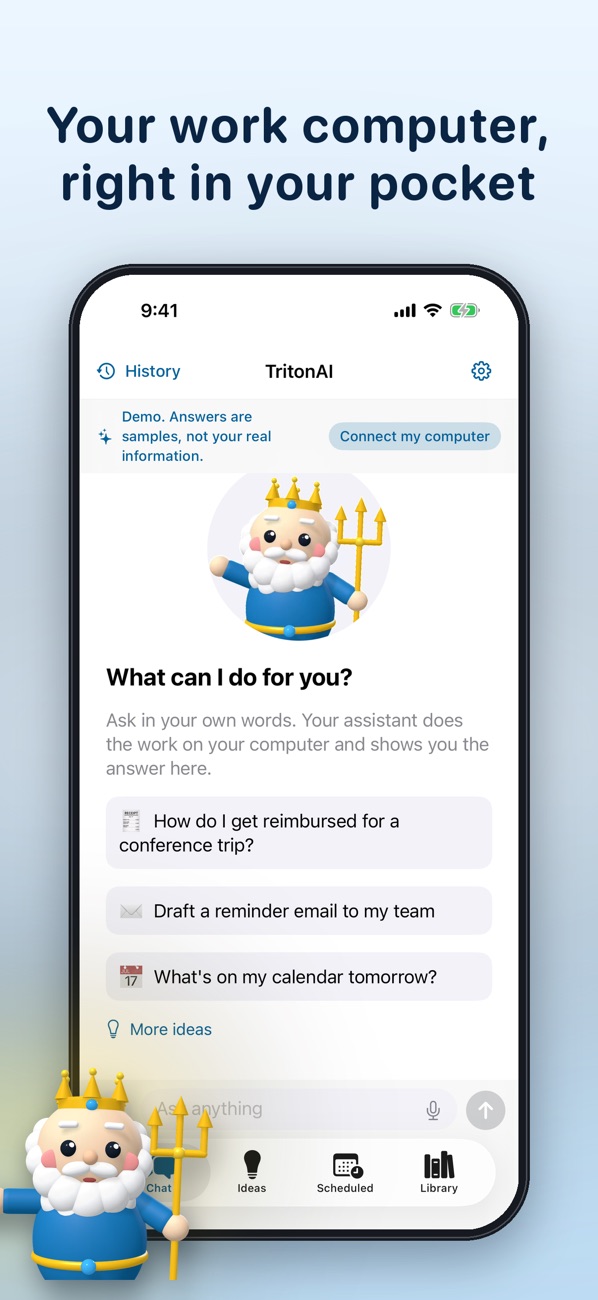 Your work computer,
right in your pocket
9:41
History
TritonAI
Demo. Answers are
samples, not your real
information.
Connect my computer
What can I do for you?
Ask in your own words. Your assistant does
the work on your computer and shows you the
answer here.
How do I get reimbursed for a
conference trip?
Draft a reminder email to my team
17
What's on my calendar tomorrow?
More ideas
Ask anything
Chat
Ideas
Scheduled
Library